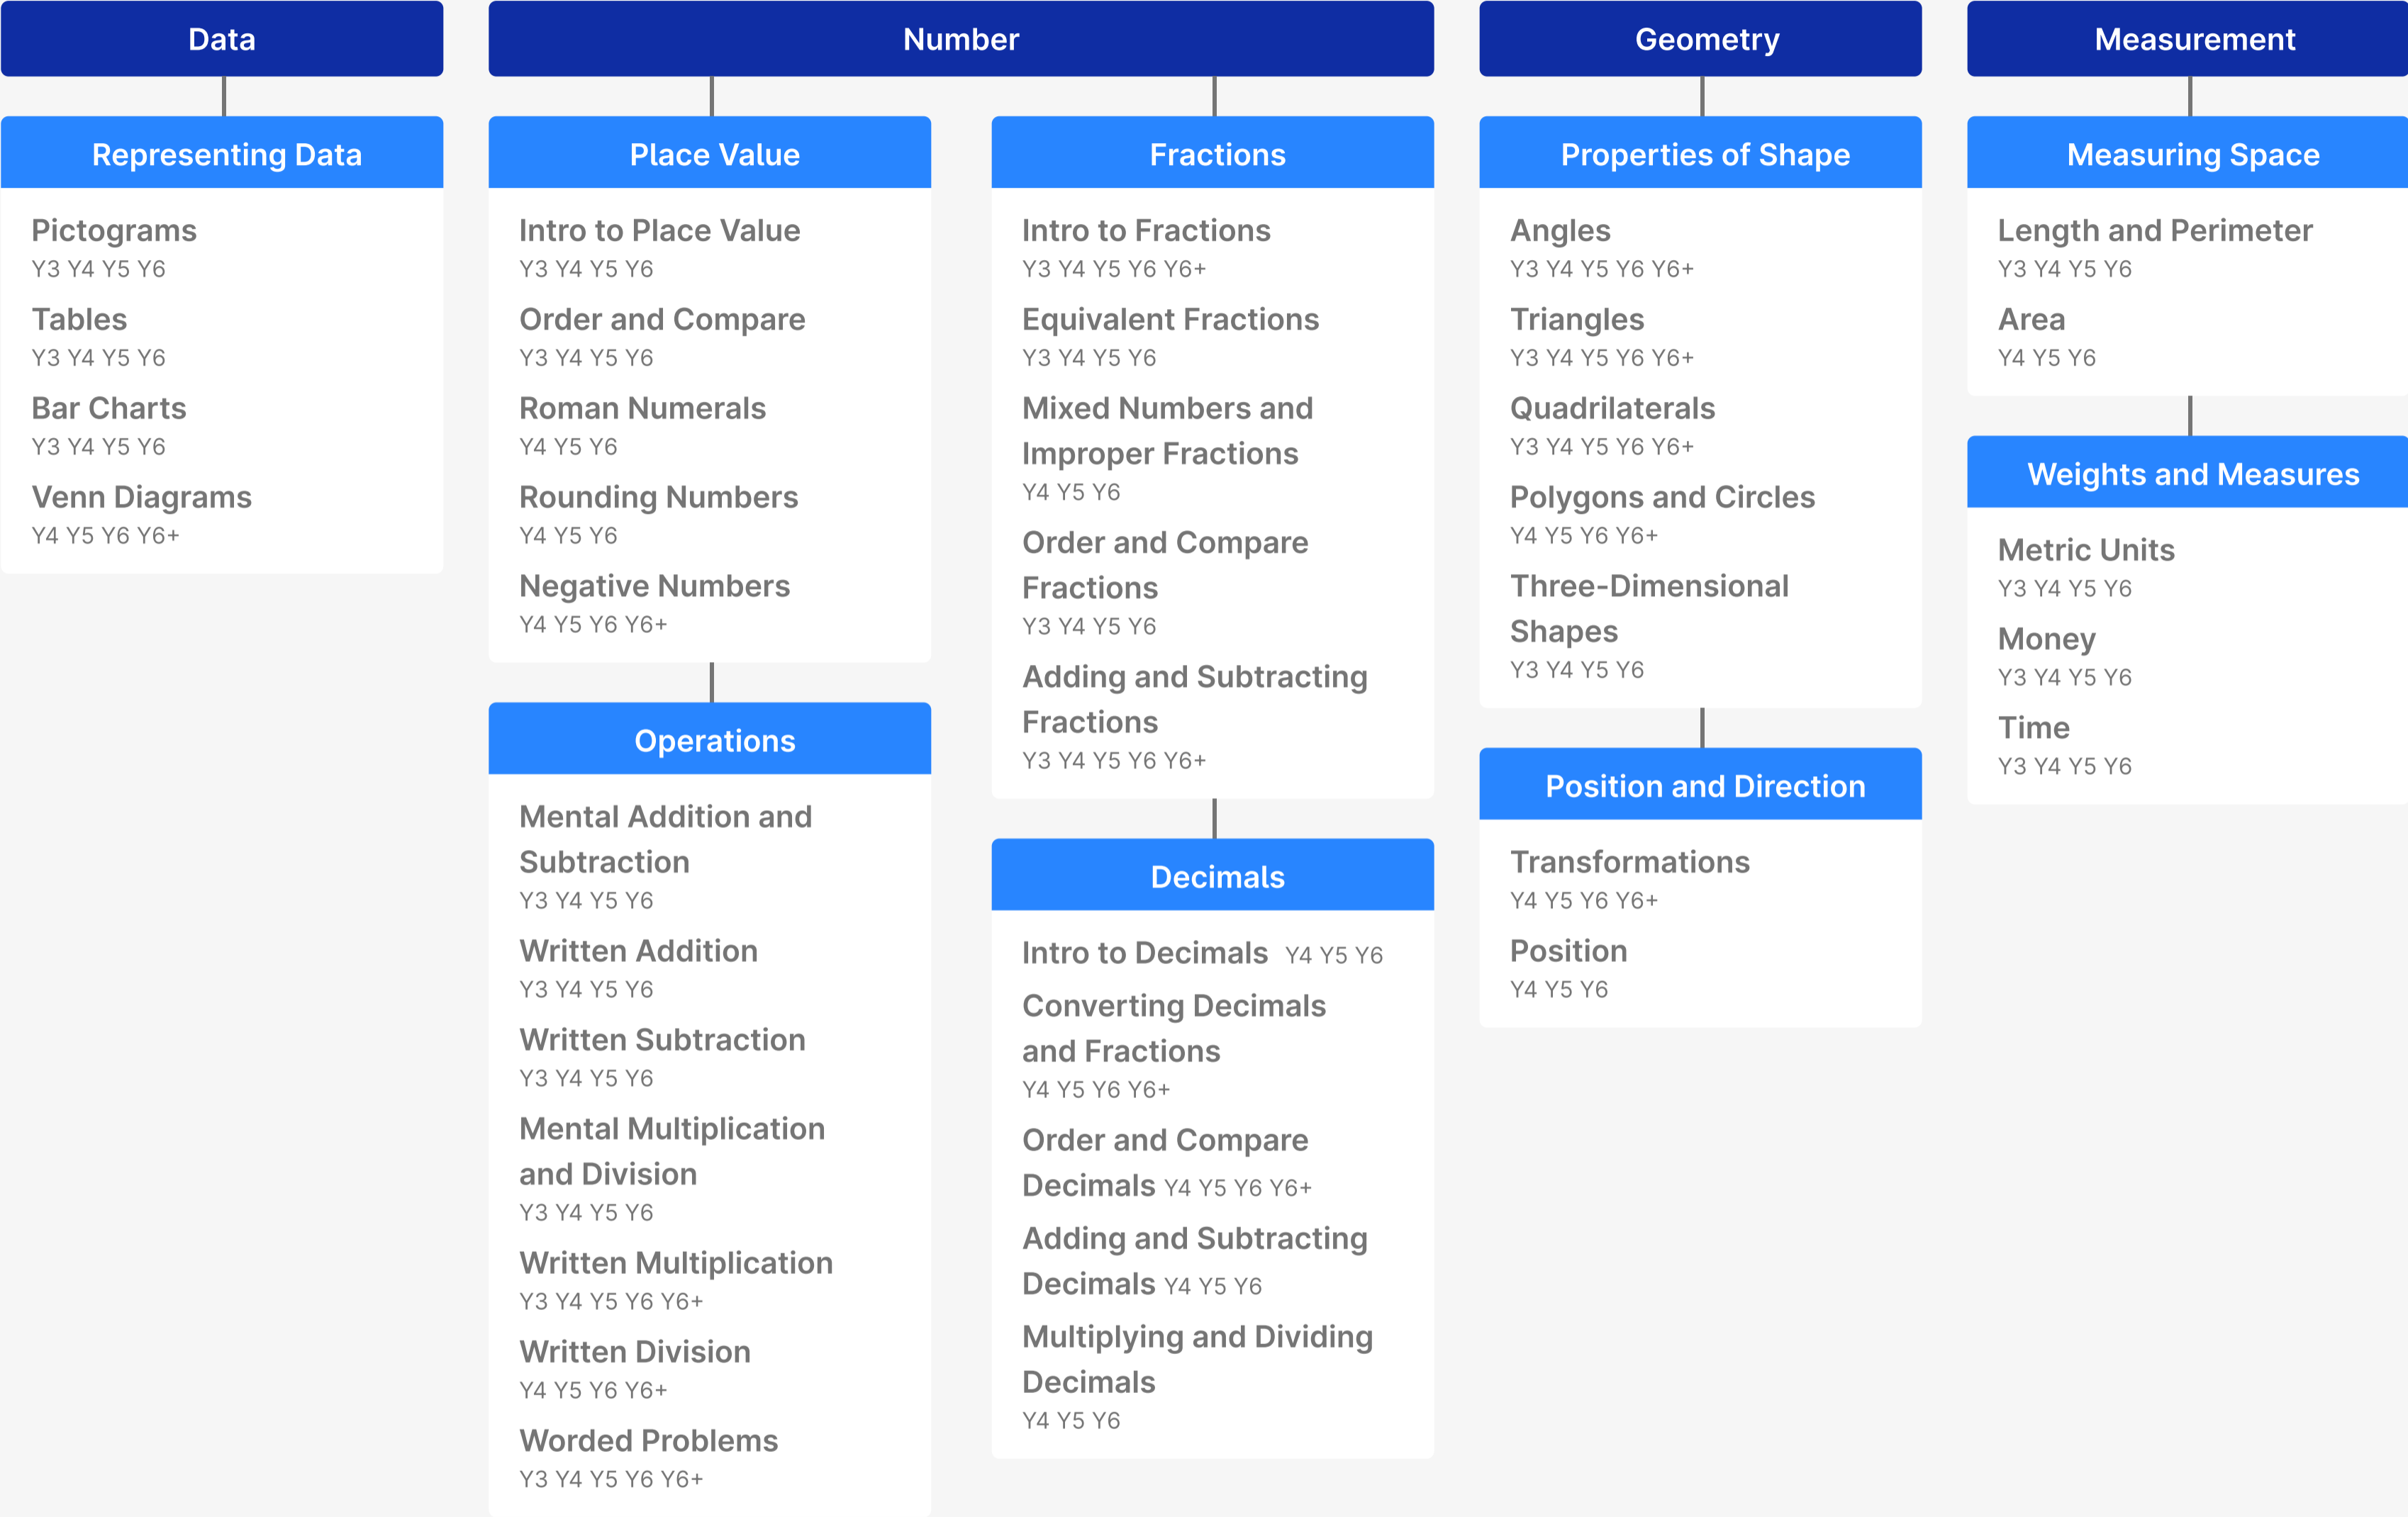 Data
Representing Data
Pictograms
Y3 Y4 Y5 Y6
Tables
Y3 Y4 Y5 Y6
Bar Charts
Y3 Y4 Y5 Y6
Venn Diagrams
Y4 Y5 Y6 Y6+
Number
Place Value
Intro to Place Value
Y3 Y4 Y5 Y6
Order and Compare
Y3 Y4 Y5 Y6
Roman Numerals
Y4 Y5 Y6
Rounding Numbers
Y4 Y5 Y6
Negative Numbers
Y4 Y5 Y6 Y6+
Operations
Mental Addition and
Subtraction
Y3 Y4 Y5 Y6
Written Addition
Y3 Y4 Y5 Y6
Written Subtraction
Y3 Y4 Y5 Y6
Mental Multiplication
and Division
Y3 Y4 Y5 Y6
Written Multiplication
Y3 Y4 Y5 Y6 Y6+
Written Division
Y4 Y5 Y6 Y6+
Worded Problems
Y3 Y4 Y5 Y6 Y6+
Fractions
Intro to Fractions
Y3 Y4 Y5 Y6 Y6+
Equivalent Fractions
Y3 Y4 Y5 Y6
Mixed Numbers and
Improper Fractions
Y4 Y5 Y6
Order and Compare
Fractions
Y3 Y4 Y5 Y6
Adding and Subtracting
Fractions
Y3 Y4 Y5 Y6 Y6+
Decimals
Intro to Decimals Y4 Y5 Y6
Converting Decimals
and Fractions
Y4 Y5 Y6 Y6+
Order and Compare
Decimals Y4 Y5 Y6 Y6+
Adding and Subtracting
Decimals Y4 Y5 Y6
Multiplying and Dividing
Decimals
Y4 Y5 Y6
Geometry
Properties of Shape
Angles
Y3 Y4 Y5 Y6 Y6+
Triangles
Y3 Y4 Y5 Y6 Y6+
Quadrilaterals
Y3 Y4 Y5 Y6 Y6+
Polygons and Circles
Y4 Y5 Y6 Y6+
Three-Dimensional
Shapes
Y3 Y4 Y5 Y6
Position and Direction
Transformations
Y4 Y5 Y6 Y6+
Position
Y4 Y5 Y6
Measurement
Measuring Space
Length and Perimeter
Y3 Y4 Y5 Y6
Area
Y4 Y5 Y6
Weights and Measures
Metric Units
Y3 Y4 Y5 Y6
Money
Y3 Y4 Y5 Y6
Time
Y3 Y4 Y5 Y6